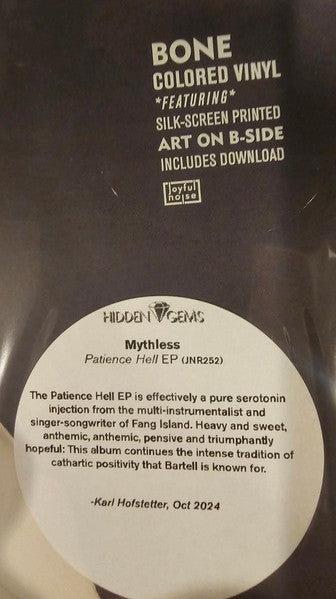 BONE
COLORED VINYL
*FEATURING*
SILK-SCREEN PRINTED
ART ON B-SIDE
INCLUDES DOWNLOAD
joyful
noise
HIDDEN GEMS
Mythless
Patience Hell EP (JNR252)
The Patience Hell EP is effectively a pure serotonin
injection from the multi-instrumentalist and
singer-songwriter of Fang Island. Heavy and sweet,
anthemic, anthemic, pensive and triumphantly
hopeful: This album continues the intense tradition of
cathartic positivity that Bartell is known for.
-Karl Hofstetter, Oct 2024